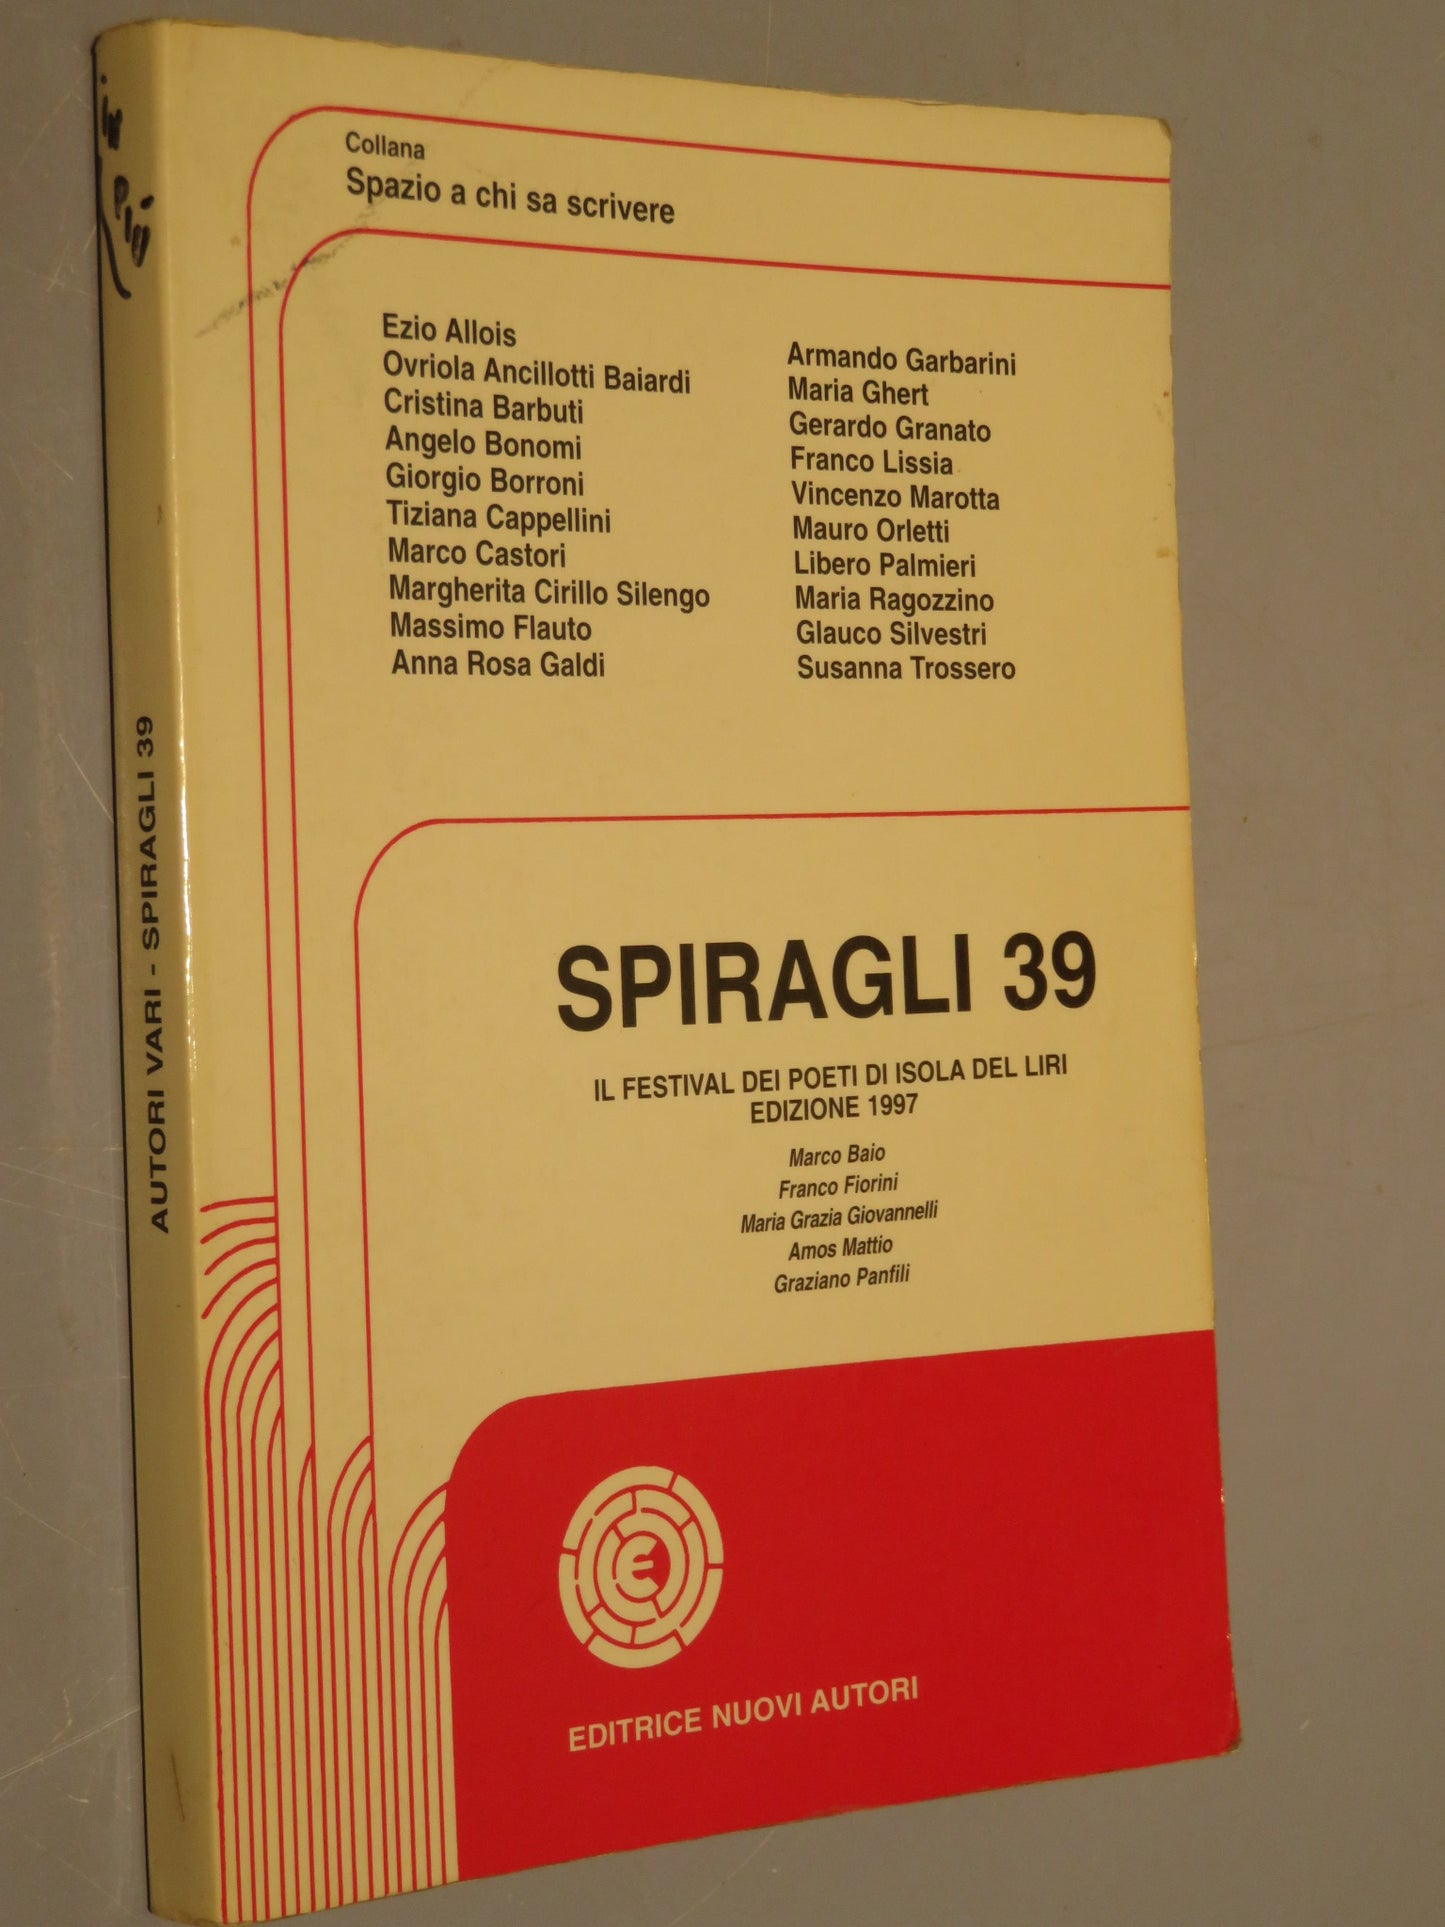 Collana
Spazio a chi sa scrivere
Ezio Allois
Ovriola Ancillotti Baiardi
Cristina Barbuti
Angelo Bonomi
Giorgio Borroni
Tiziana Cappellini
Marco Castori
Margherita Cirillo Silengo
Massimo Flauto
Anna Rosa Galdi
Armando Garbarini
Maria Ghert
Gerardo Granato
Franco Lissia
Vincenzo Marotta
Mauro Orletti
Libero Palmieri
Maria Ragozzino
Glauco Silvestri
Susanna Trossero
SPIRAGLI 39
IL FESTIVAL DEI POETI DI ISOLA DEL LIRI
EDIZIONE 1997
Marco Baio
Franco Fiorini
Maria Grazia Giovannelli
Amos Mattio
Graziano Panfili
E
EDITRICE NUOVI AUTORI
AUTORI VARI - SPIRAGLI 39
in
più